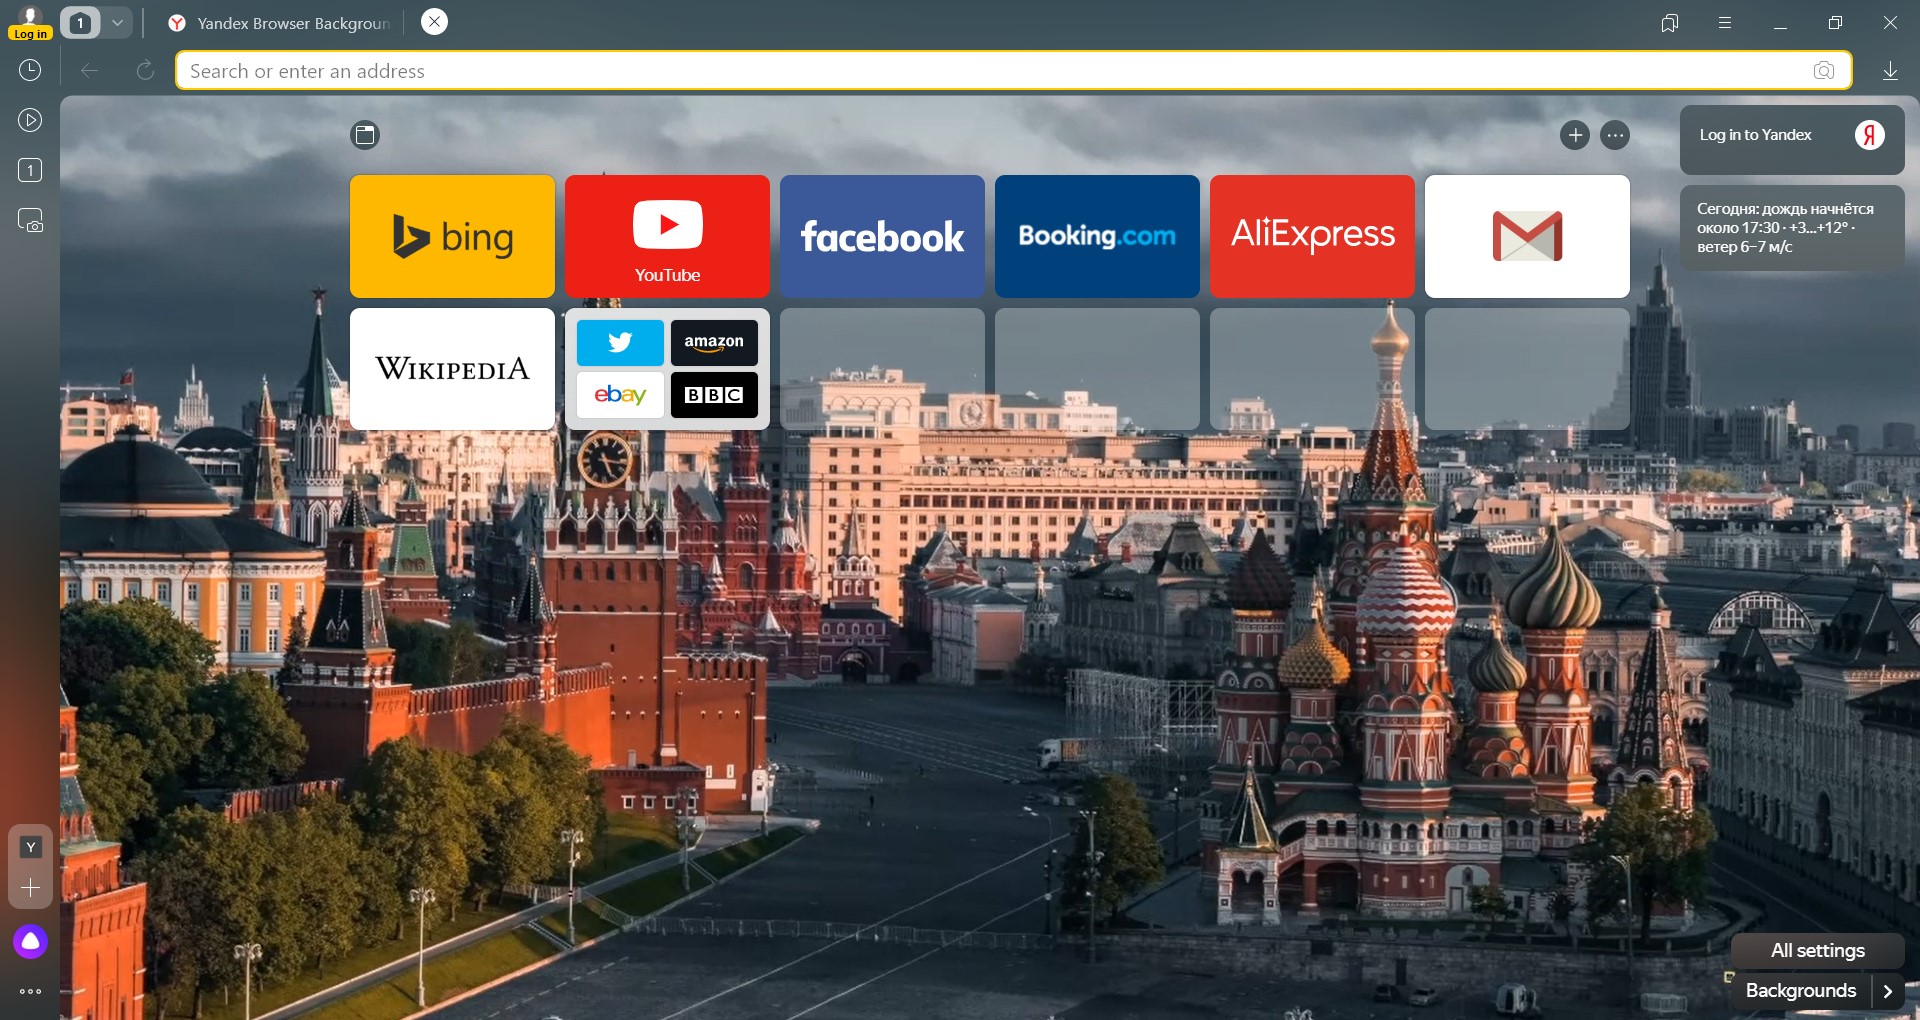 Log in
1
Yandex Browser Backgroun
Search or enter an address
1
Log in to Yandex
Я
Сегодня: дождь начнётся
около 17:30 · +3...+12° ·
ветер 6–7 м/с
bing
YouTube
facebook
Booking.com
AliExpress
WIKIPEDIA
amazon
ebay
BBC
Y
All settings
Backgrounds